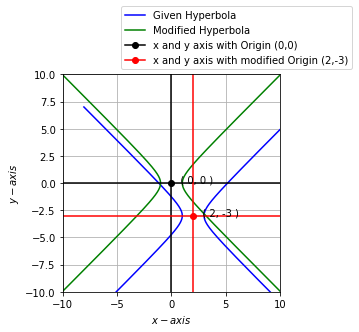 Given Hyperbola
Modified Hyperbola
x and y axis with Origin (0,0)
x and y axis with modified Origin (2,-3)
10.0
7.5
5.0
2.5
0.0
−2.5
−5.0
−7.5
−10.0
y − axis
( 0, 0 )
( 2, -3 )
−10 −5 0 5 10
x − axis